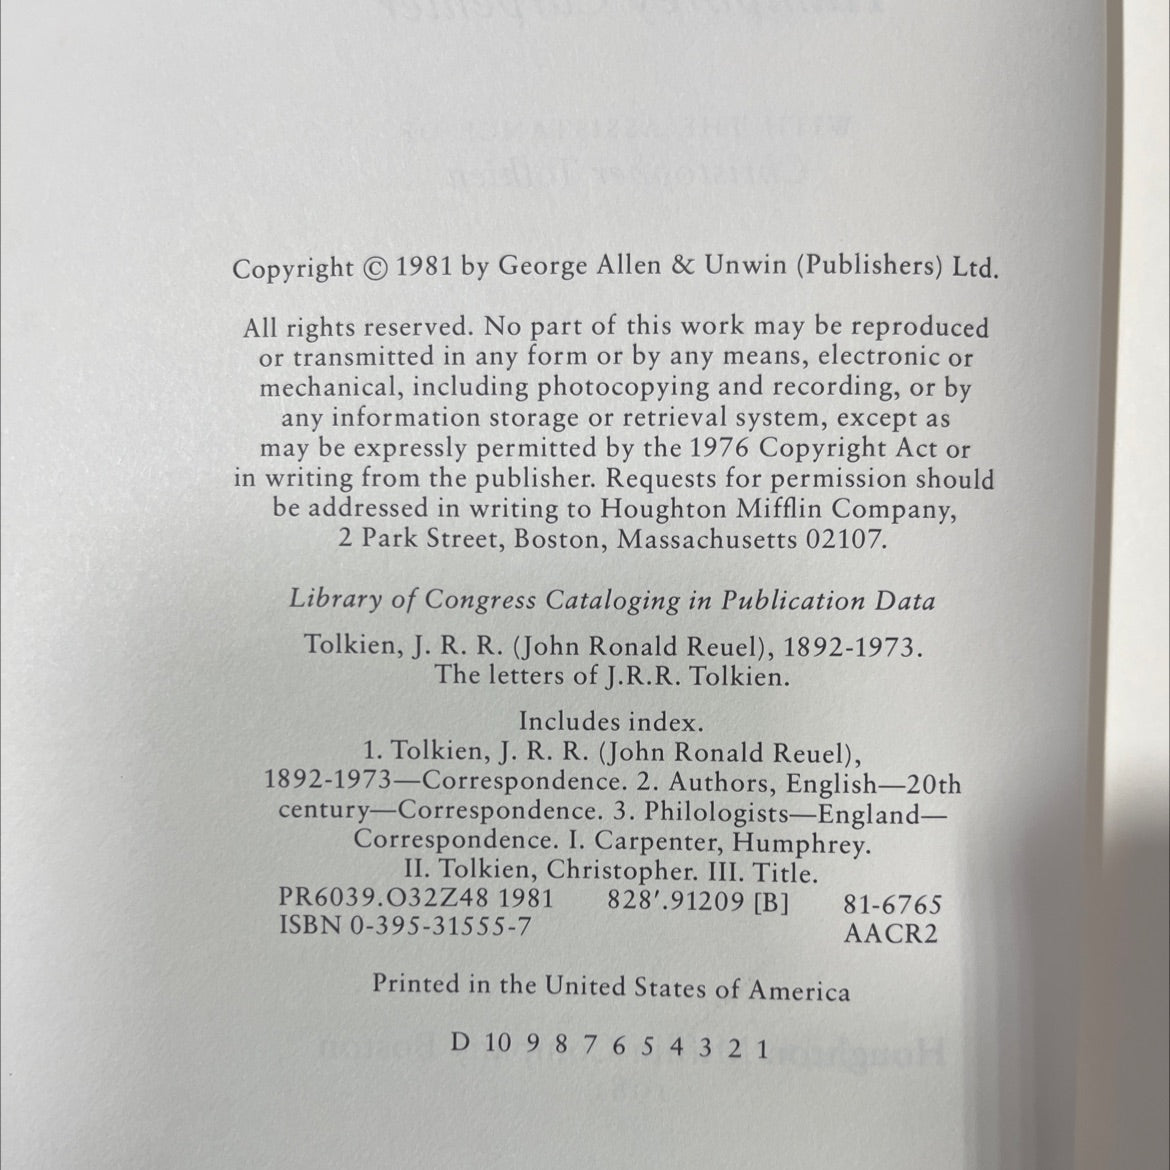 Copyright © 1981 by George Allen & Unwin (Publishers) Ltd.
All rights reserved. No part of this work may be reproduced
or transmitted in any form or by any means, electronic or
mechanical, including photocopying and recording, or by
any information storage or retrieval system, except as
may be expressly permitted by the 1976 Copyright Act or
in writing from the publisher. Requests for permission should
be addressed in writing to Houghton Mifflin Company,
2 Park Street, Boston, Massachusetts 02107.
Library of Congress Cataloging in Publication Data
Tolkien, J. R. R. (John Ronald Reuel), 1892-1973.
The letters of J.R.R. Tolkien.
Includes index.
1. Tolkien, J. R. R. (John Ronald Reuel),
1892-1973—Correspondence. 2. Authors, English—20th
century—Correspondence. 3. Philologists—England—
Correspondence. I. Carpenter, Humphrey.
II. Tolkien, Christopher. III. Title.
PR6039.O32Z48 1981 828′.91209 [B] 81-6765
ISBN 0-395-31555-7 AACR2
Printed in the United States of America
D 10 9 8 7 6 5 4 3 2 1